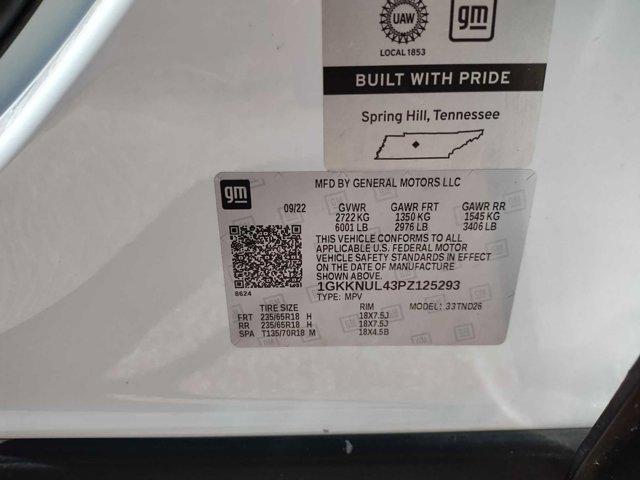 UAW
gm
LOCAL 1853
BUILT WITH PRIDE
Spring Hill, Tennessee
gm
MFD BY GENERAL MOTORS LLC
09/22 GVWR GAWR FRT GAWR RR
2722 KG 1350 KG 1545 KG
6001 LB 2976 LB 3406 LB
THIS VEHICLE CONFORMS TO ALL
APPLICABLE U.S. FEDERAL MOTOR
VEHICLE SAFETY STANDARDS IN EFFECT
ON THE DATE OF MANUFACTURE
SHOWN ABOVE.
1GKKNUL43PZ125293
8624
TYPE: MPV MODEL: 33TND26
TIRE SIZE RIM
FRT 235/65R18 H 18X7.5J
RR 235/65R18 H 18X7.5J
SPA T135/70R18 M 18X4.5B